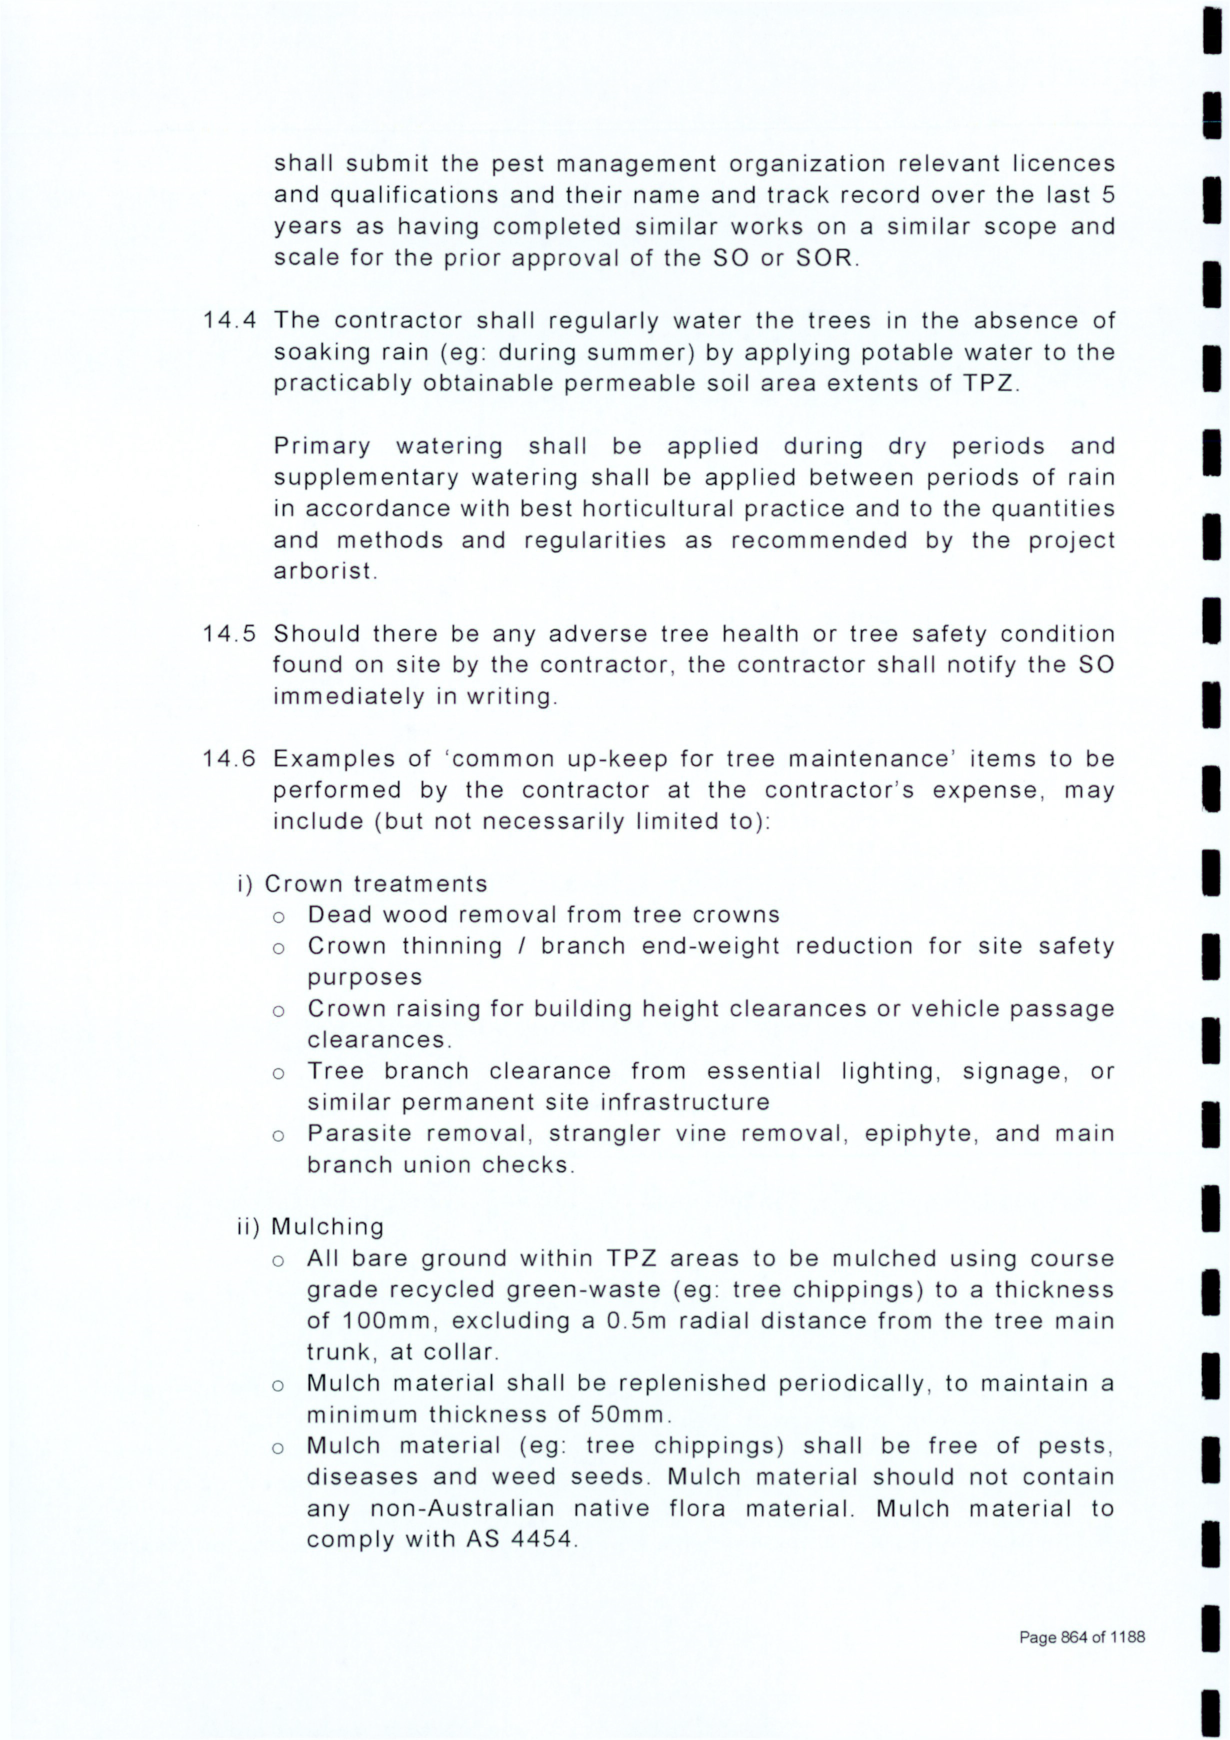 shall submit the pest management organization relevant licences
and qualifications and their name and track record over the last 5
years as having completed similar works on a similar scope and
scale for the prior approval of the SO or SOR.
14.4 The contractor shall regularly water the trees in the absence of
soaking rain (eg: during summer) by applying potable water to the
practicably obtainable permeable soil area extents of TPZ.
Primary watering shall be applied during dry periods and
supplementary watering shall be applied between periods of rain
in accordance with best horticultural practice and to the quantities
and methods and regularities as recommended by the project
arborist.
14.5 Should there be any adverse tree health or tree safety condition
found on site by the contractor, the contractor shall notify the SO
immediately in writing.
14.6 Examples of ‘common up-keep for tree maintenance’ items to be
performed by the contractor at the contractor's expense, may
include (but not necessarily limited to):
i) Crown treatments
o Dead wood removal from tree crowns
o Crown thinning / branch end-weight reduction for site safety
purposes
o Crown raising for building height clearances or vehicle passage
clearances.
o Tree branch clearance from essential lighting, signage, or
similar permanent site infrastructure
o Parasite removal, strangler vine removal, epiphyte, and main
branch union checks.
ii) Mulching
o All bare ground within TPZ areas to be mulched using course
grade recycled green-waste (eg: tree chippings) to a thickness
of 100mm, excluding a 0.5m radial distance from the tree main
trunk, at collar.
o Mulch material shall be replenished periodically, to maintain a
minimum thickness of 50mm.
o Mulch material (eg: tree chippings) shall be free of pests,
diseases and weed seeds. Mulch material should not contain
any non-Australian native flora material. Mulch material to
comply with AS 4454.
Page 864 of 1188